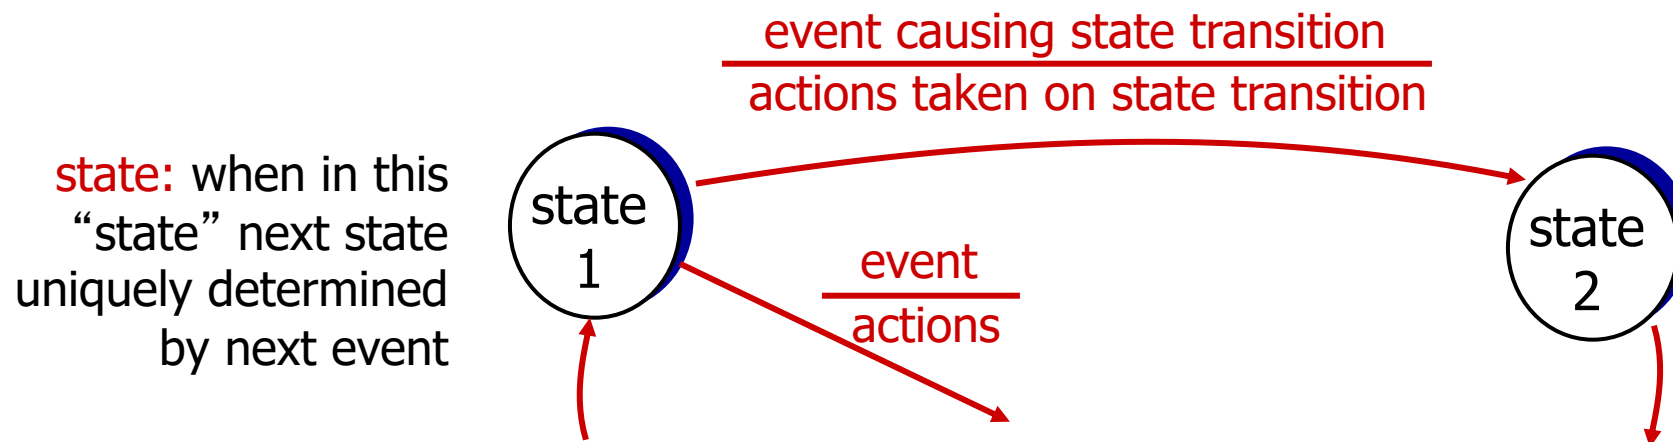 event causing state transition
actions taken on state transition
state: when in this
“state” next state
uniquely determined
by next event
state
1
event
actions
state
2